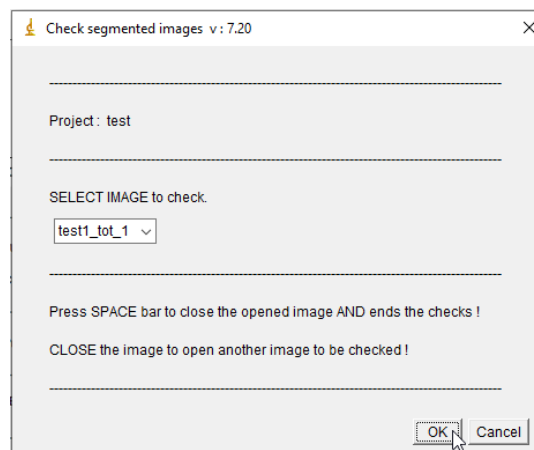 Check segmented images v : 7.20
Project : test
SELECT IMAGE to check.
test1_tot_1
Press SPACE bar to close the opened image AND ends the checks !
CLOSE the image to open another image to be checked !
OK Cancel